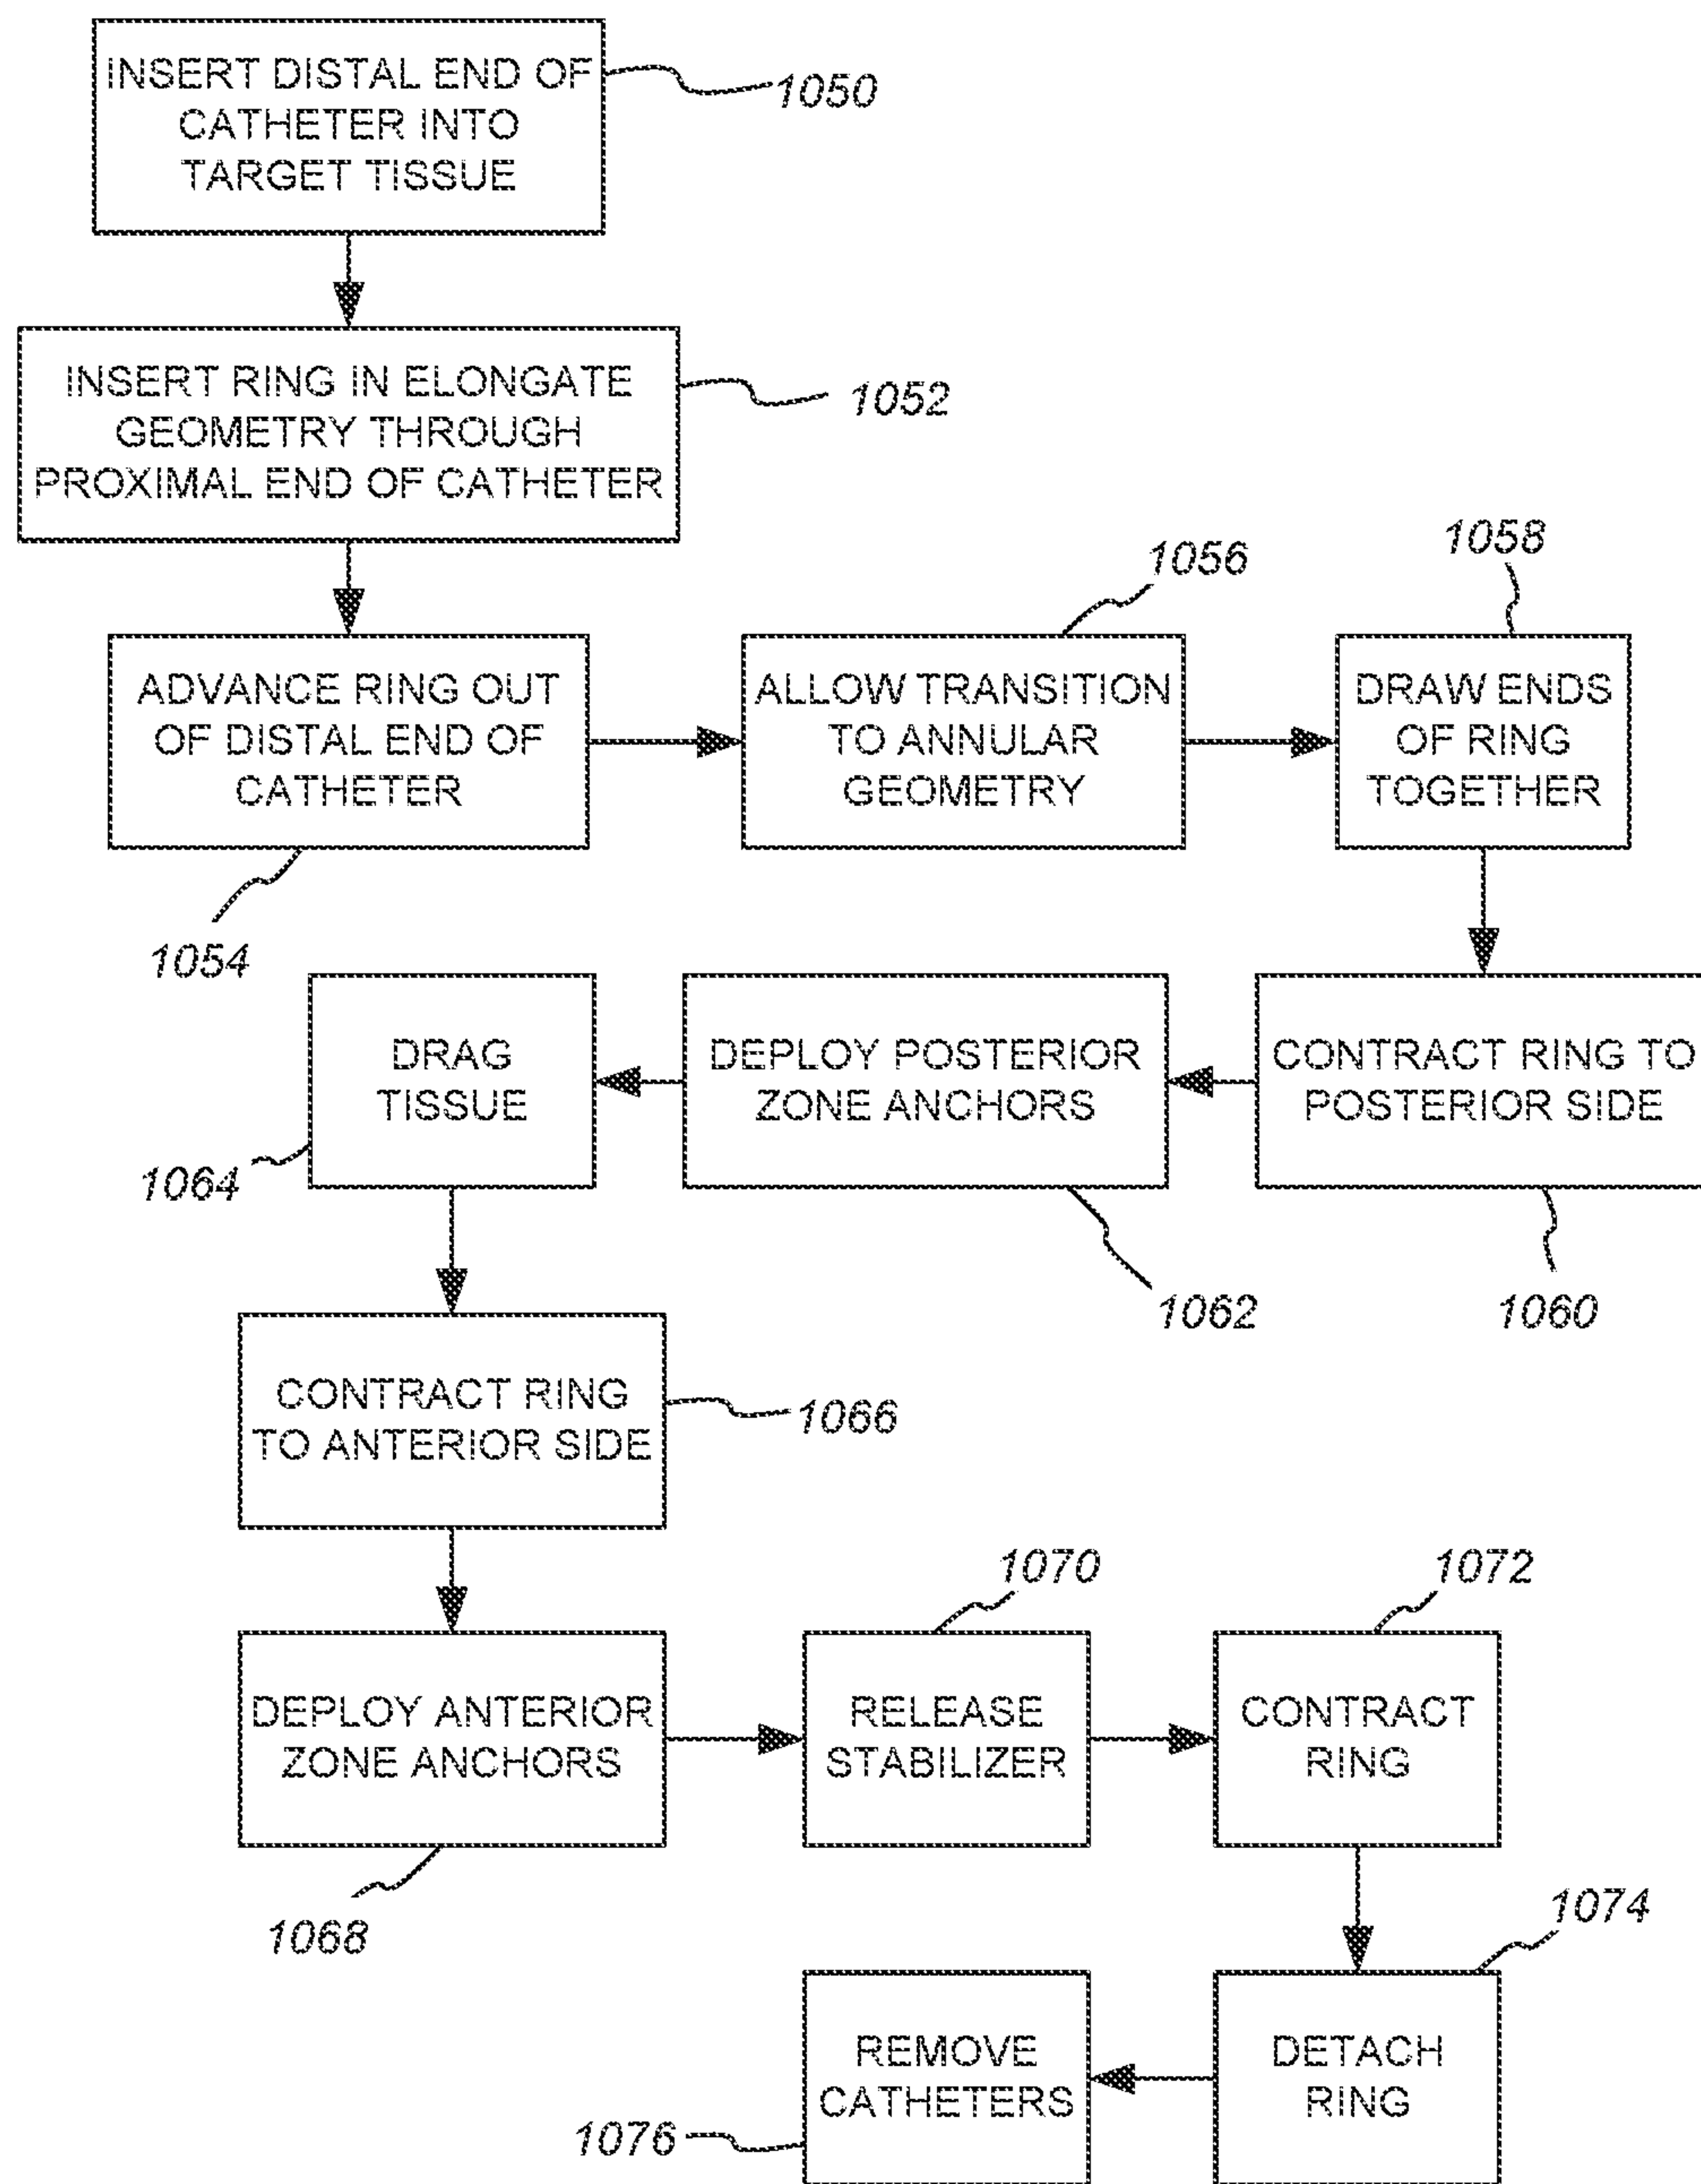 INSERT DISTAL END OF
CATHETER INTO
TARGET TISSUE
1050
INSERT RING IN ELONGATE
GEOMETRY THROUGH
PROXIMAL END OF CATHETER
1052
ADVANCE RING OUT
OF DISTAL END OF
CATHETER
1054
1056
ALLOW TRANSITION
TO ANNULAR
GEOMETRY
1058
DRAW ENDS
OF RING
TOGETHER
CONTRACT RING TO
POSTERIOR SIDE
1060
DEPLOY POSTERIOR
ZONE ANCHORS
1062
DRAG
TISSUE
1064
CONTRACT RING
TO ANTERIOR SIDE
1066
DEPLOY ANTERIOR
ZONE ANCHORS
1068
1070
RELEASE
STABILIZER
1072
CONTRACT
RING
1074
DETACH
RING
REMOVE
CATHETERS
1076